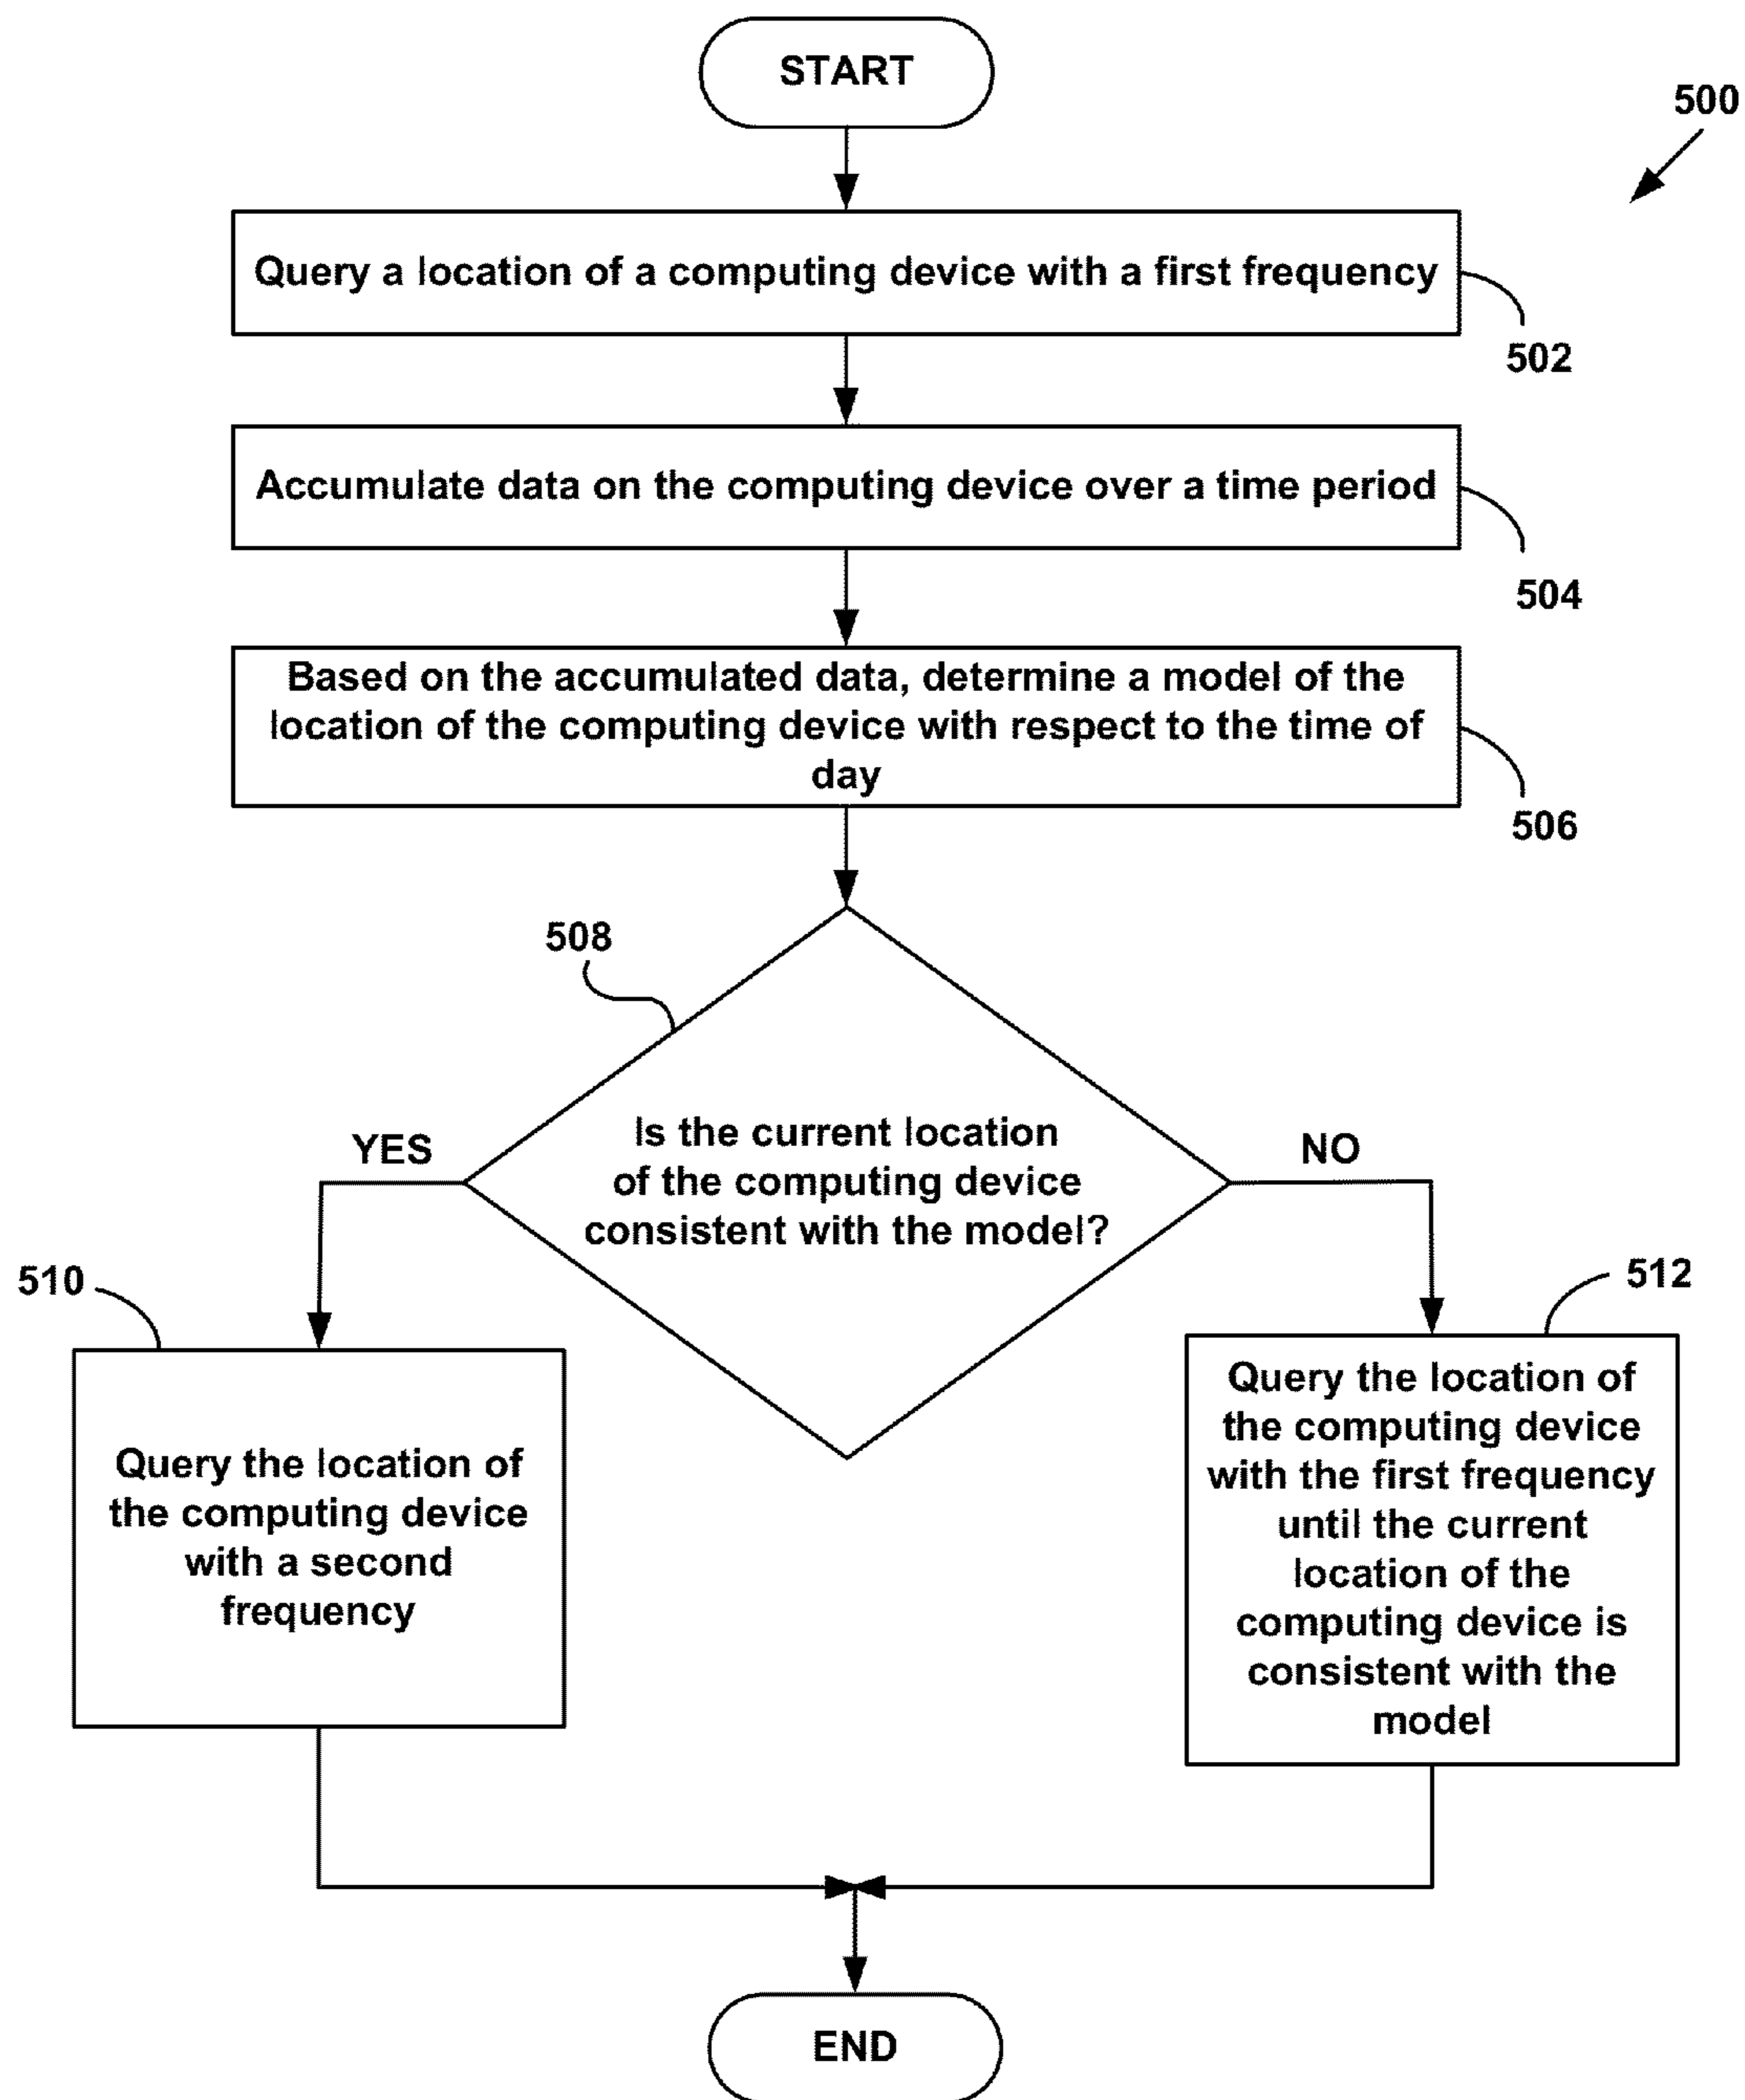 START
500
Query a location of a computing device with a first frequency
502
Accumulate data on the computing device over a time period
504
Based on the accumulated data, determine a model of the
location of the computing device with respect to the time of
day
506
508
Is the current location
of the computing device
consistent with the model?
YES
NO
510
Query the location of
the computing device
with a second
frequency
512
Query the location of
the computing device
with the first frequency
until the current
location of the
computing device is
consistent with the
model
END